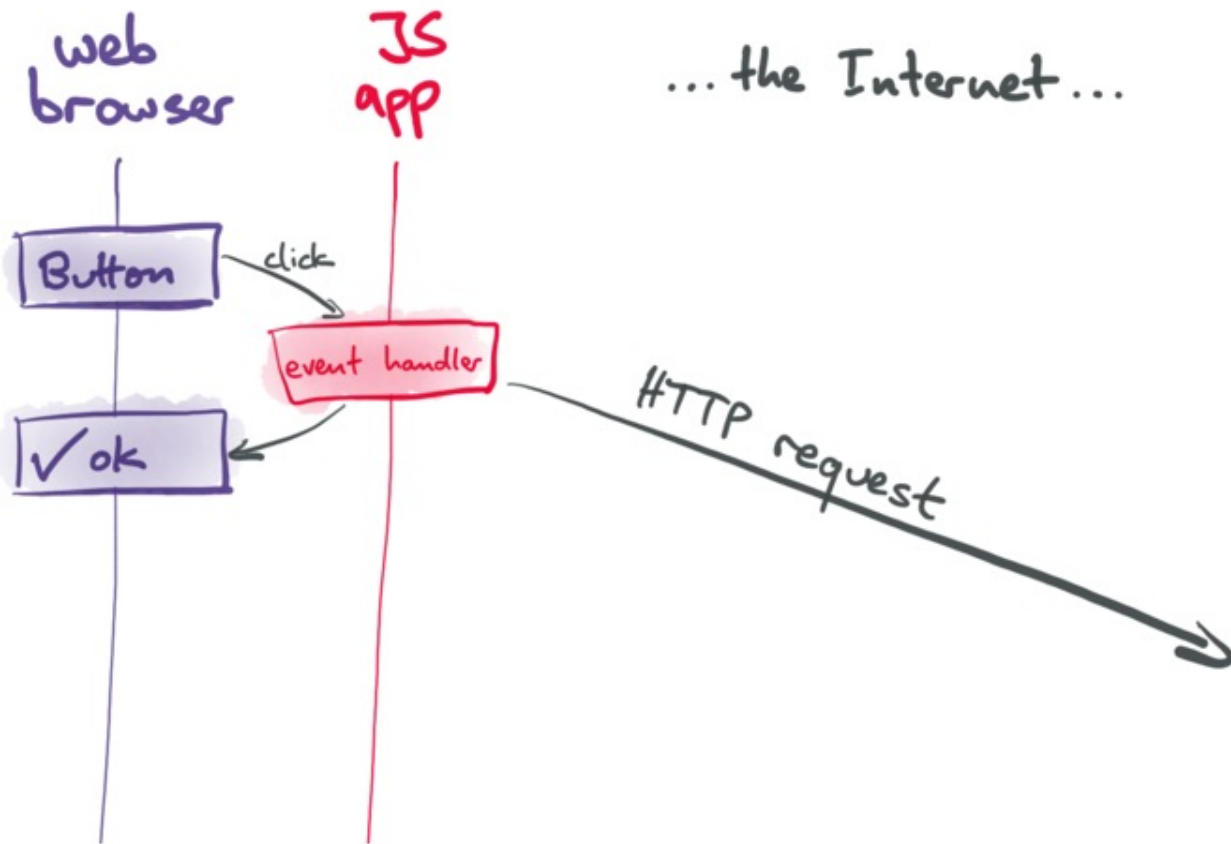 web
browser
JS
app
...the Internet...
Button
click
event handler
✓ ok
HTTP request